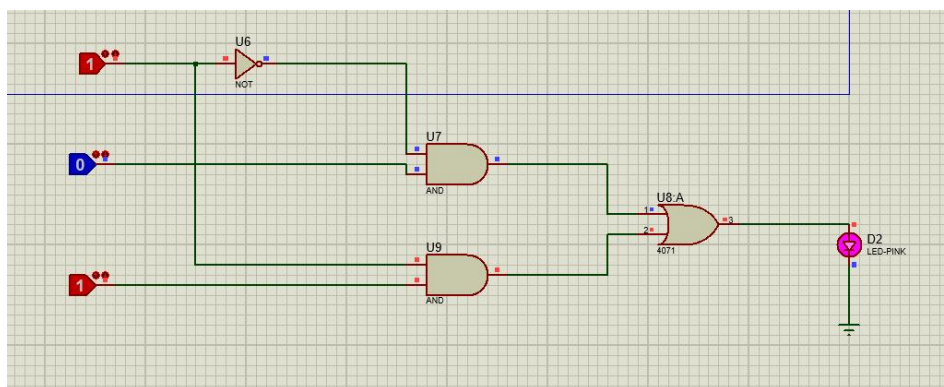 U6
1
NOT
U7
0
AND
U8:A
1
3
2
4071
D2
LED-PINK
U9
1
AND